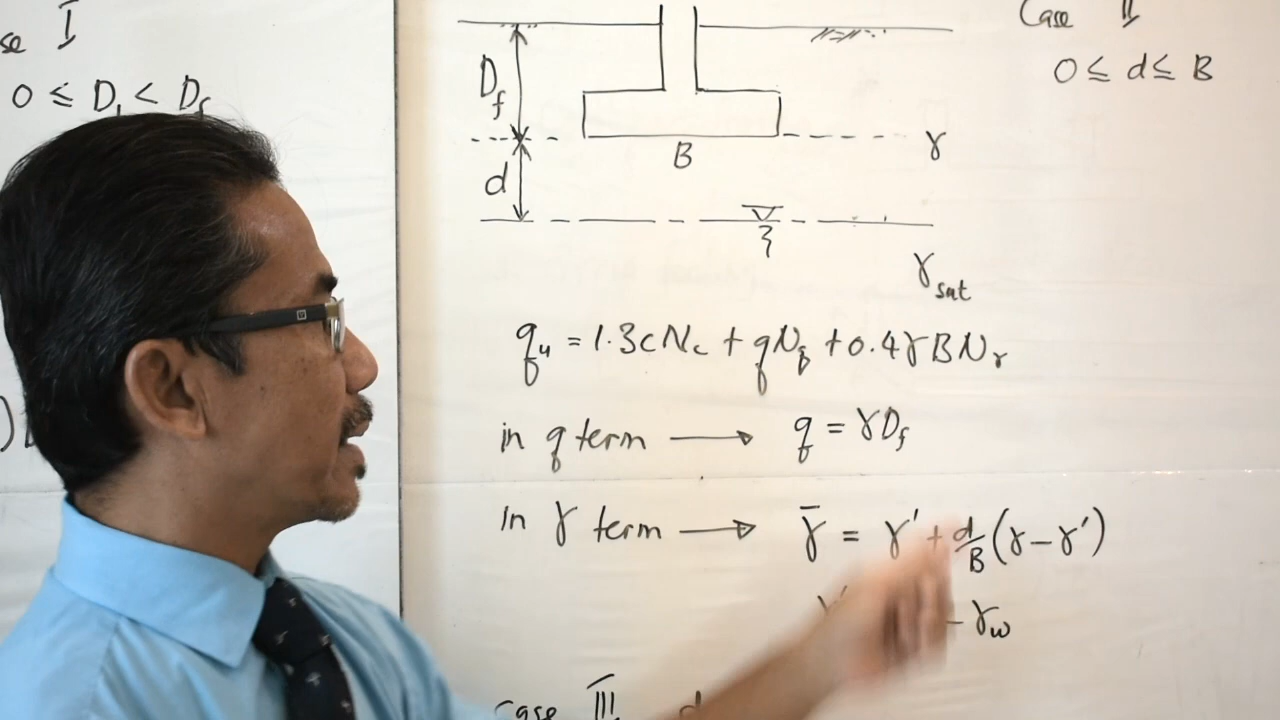 se I
0 ≤ D₁ < Df
Case II
0 ≤ d ≤ B
Df
B
γ
d
γsat
qu = 1.3cNc + qNq + 0.4γBNγ
in q term → q = γDf
in γ term → γ̄ = γ' + d/B (γ − γ')
− γw
case III d